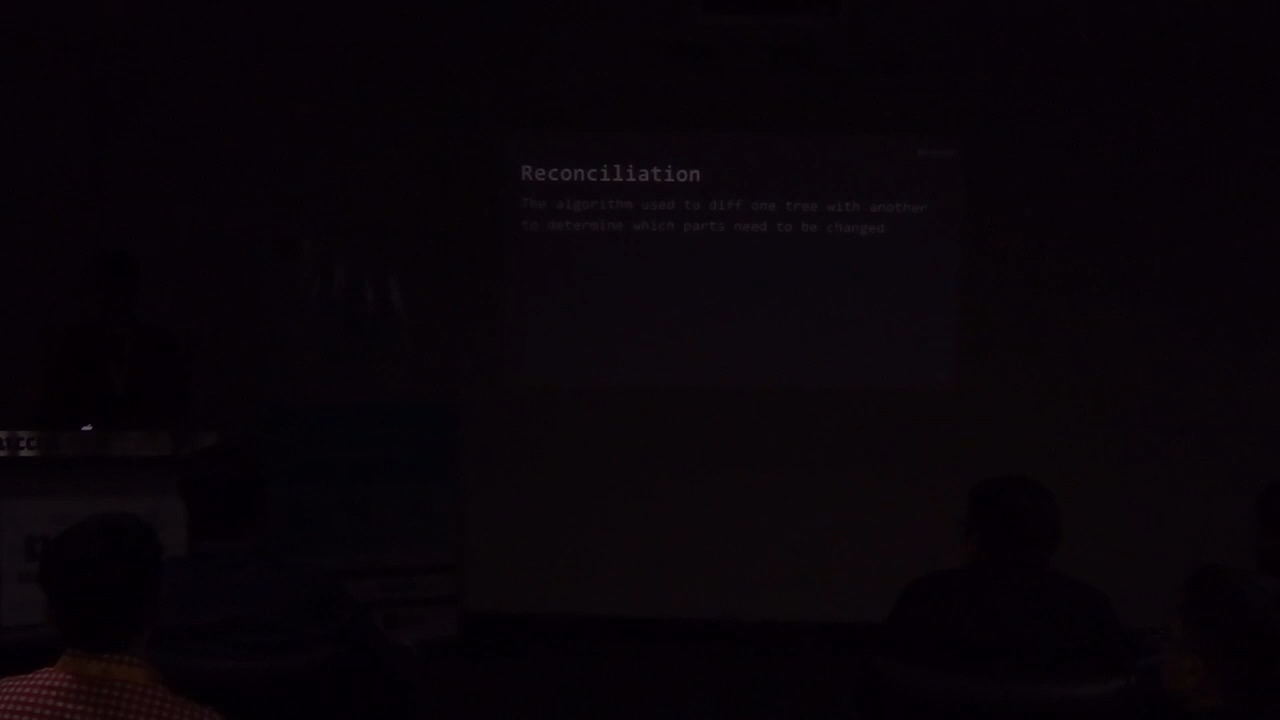 Reconciliation
The algorithm used to diff one tree with another
to determine which parts need to be changed